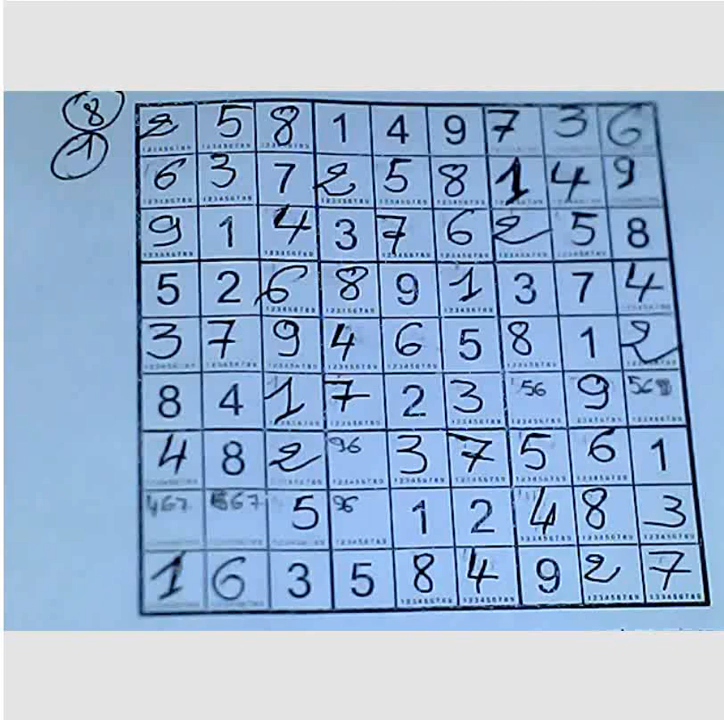 8
1
2 5 8 1 4 9 7 3 6
6 3 7 2 5 8 1 4 9
9 1 4 3 7 6 2 5 8
5 2 6 8 9 1 3 7 4
3 7 9 4 6 5 8 1 2
8 4 1 7 2 3 56 9 568
4 8 2 96 3 7 5 6 1
467 667 5 96 1 2 4 8 3
1 6 3 5 8 4 9 2 7